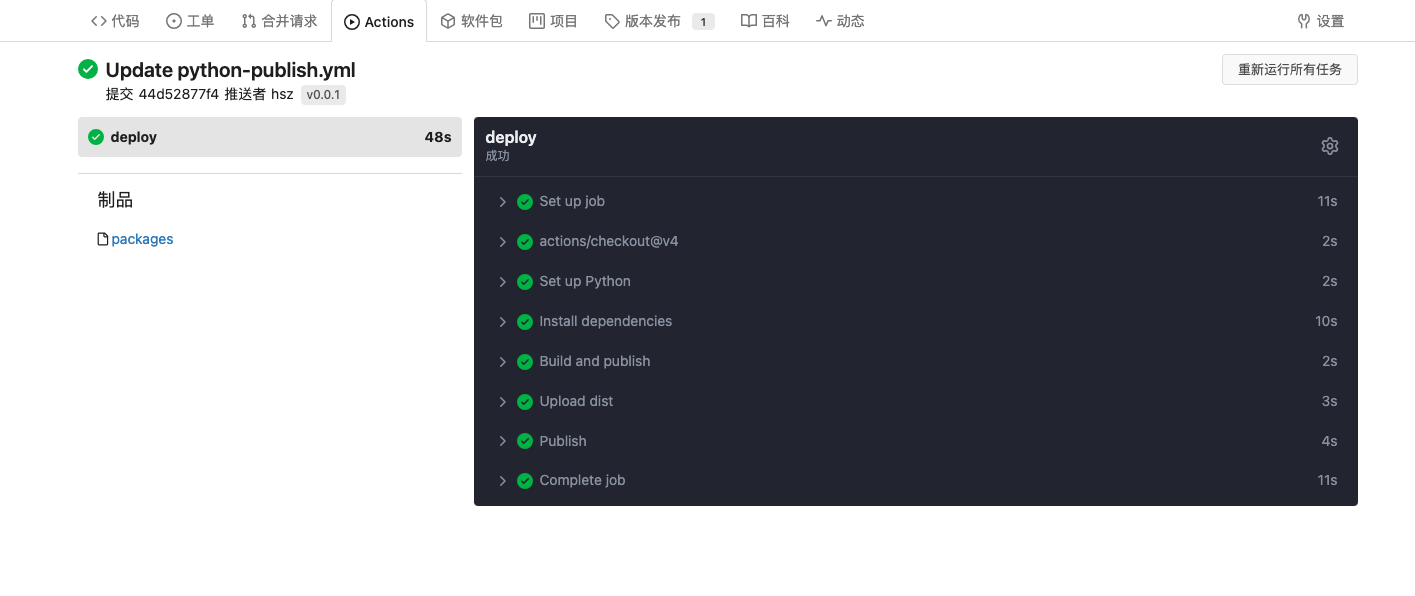 代码 工单 合并请求 Actions 软件包 项目 版本发布 1 百科 动态 设置
Update python-publish.yml 重新运行所有任务
提交 44d52877f4 推送者 hsz v0.0.1
deploy 48s
制品
packages
deploy
成功
Set up job 11s
actions/checkout@v4 2s
Set up Python 2s
Install dependencies 10s
Build and publish 2s
Upload dist 3s
Publish 4s
Complete job 11s